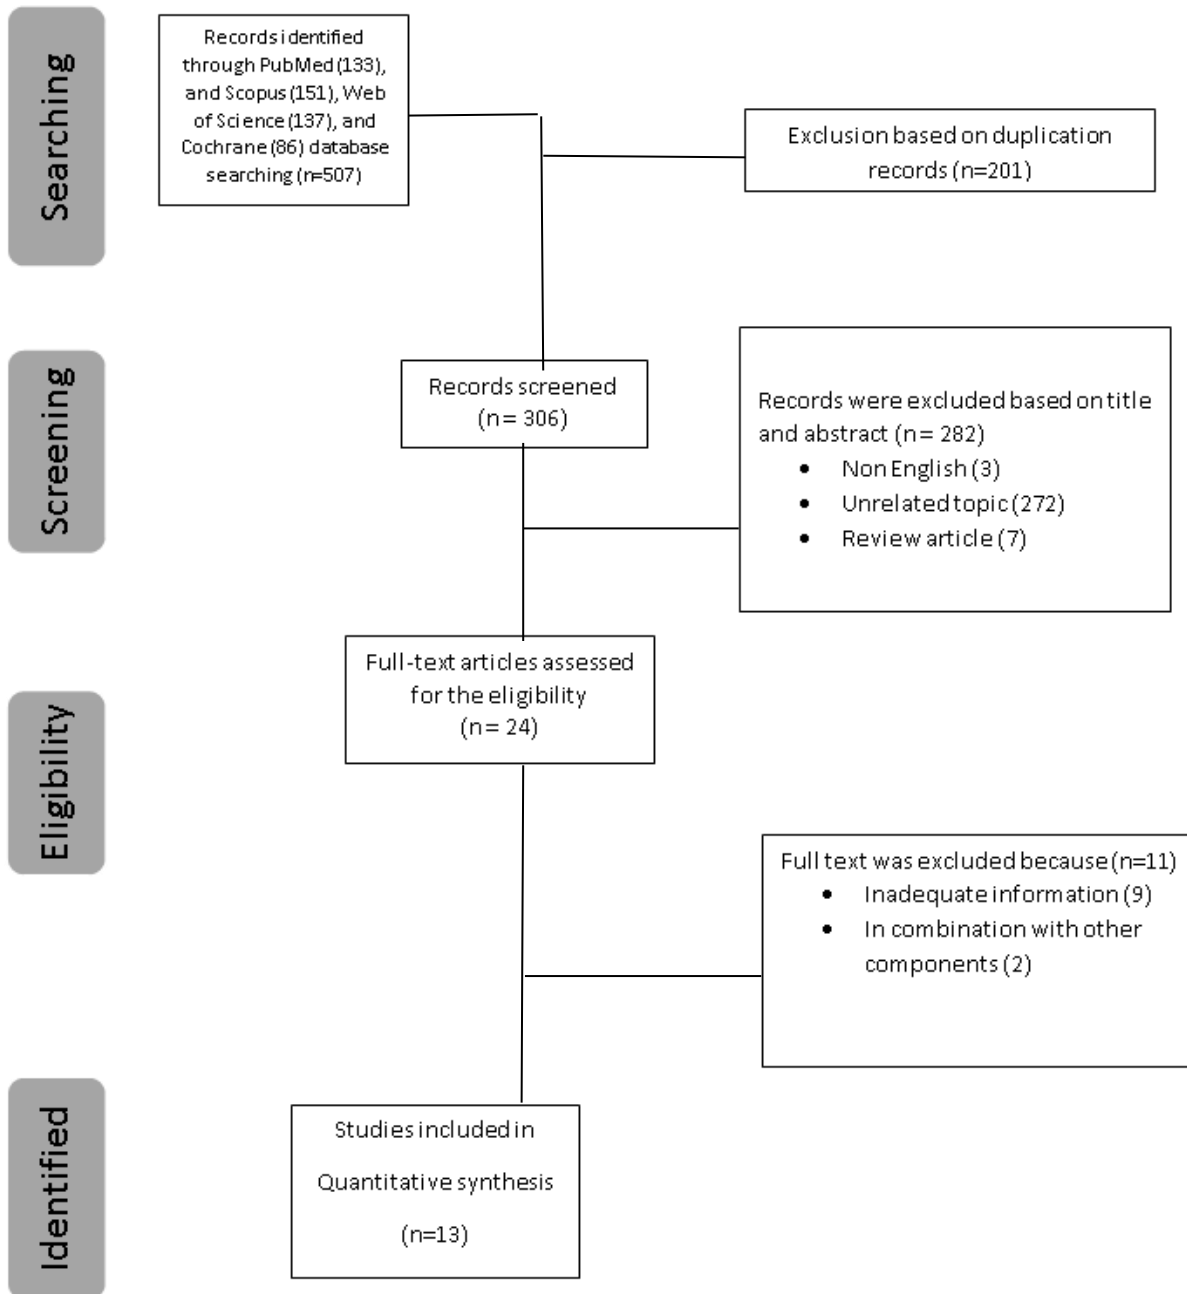 Searching
Records identified
through PubMed (133),
and Scopus (151), Web
of Science (137), and
Cochrane (86) database
searching (n=507)
Exclusion based on duplication
records (n=201)
Screening
Records screened
(n = 306)
Records were excluded based on title
and abstract (n = 282)
• Non English (3)
• Unrelated topic (272)
• Review article (7)
Eligibility
Full-text articles assessed
for the eligibility
(n = 24)
Full text was excluded because (n=11)
• Inadequate information (9)
• In combination with other
components (2)
Identified
Studies included in
Quantitative synthesis
(n=13)